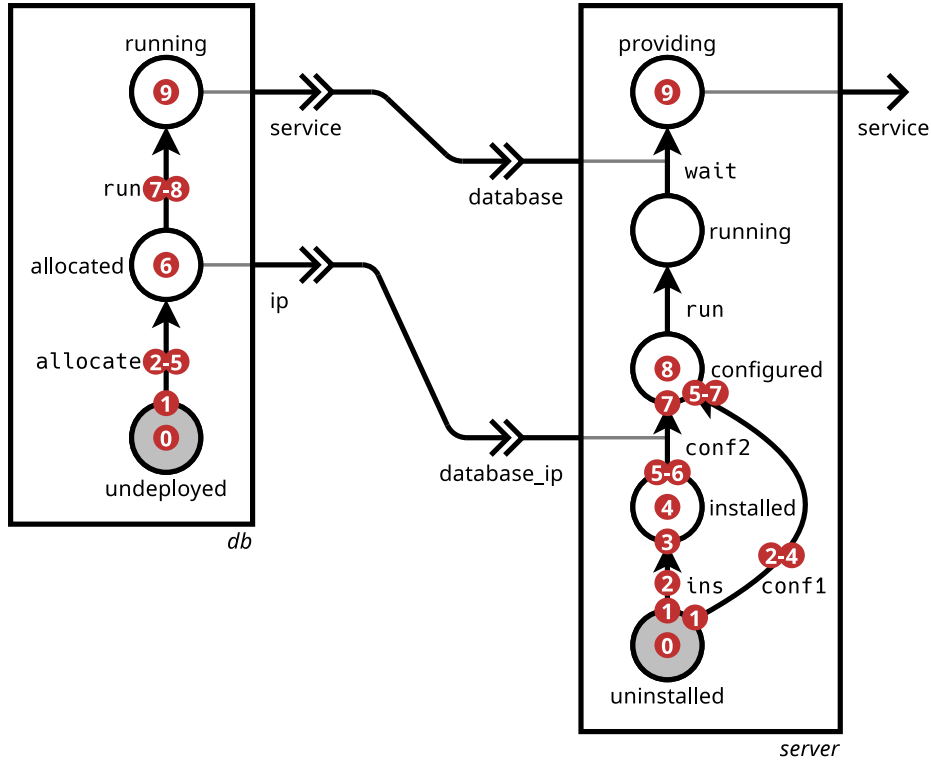 running
9
service
run
7-8
allocated
6
ip
allocate
2-5
1
0
undeployed
db
providing
9
service
database
wait
running
run
8
configured
7
5-7
conf2
database_ip
5-6
4
installed
3
2-4
2
ins
conf1
1
1
0
uninstalled
server